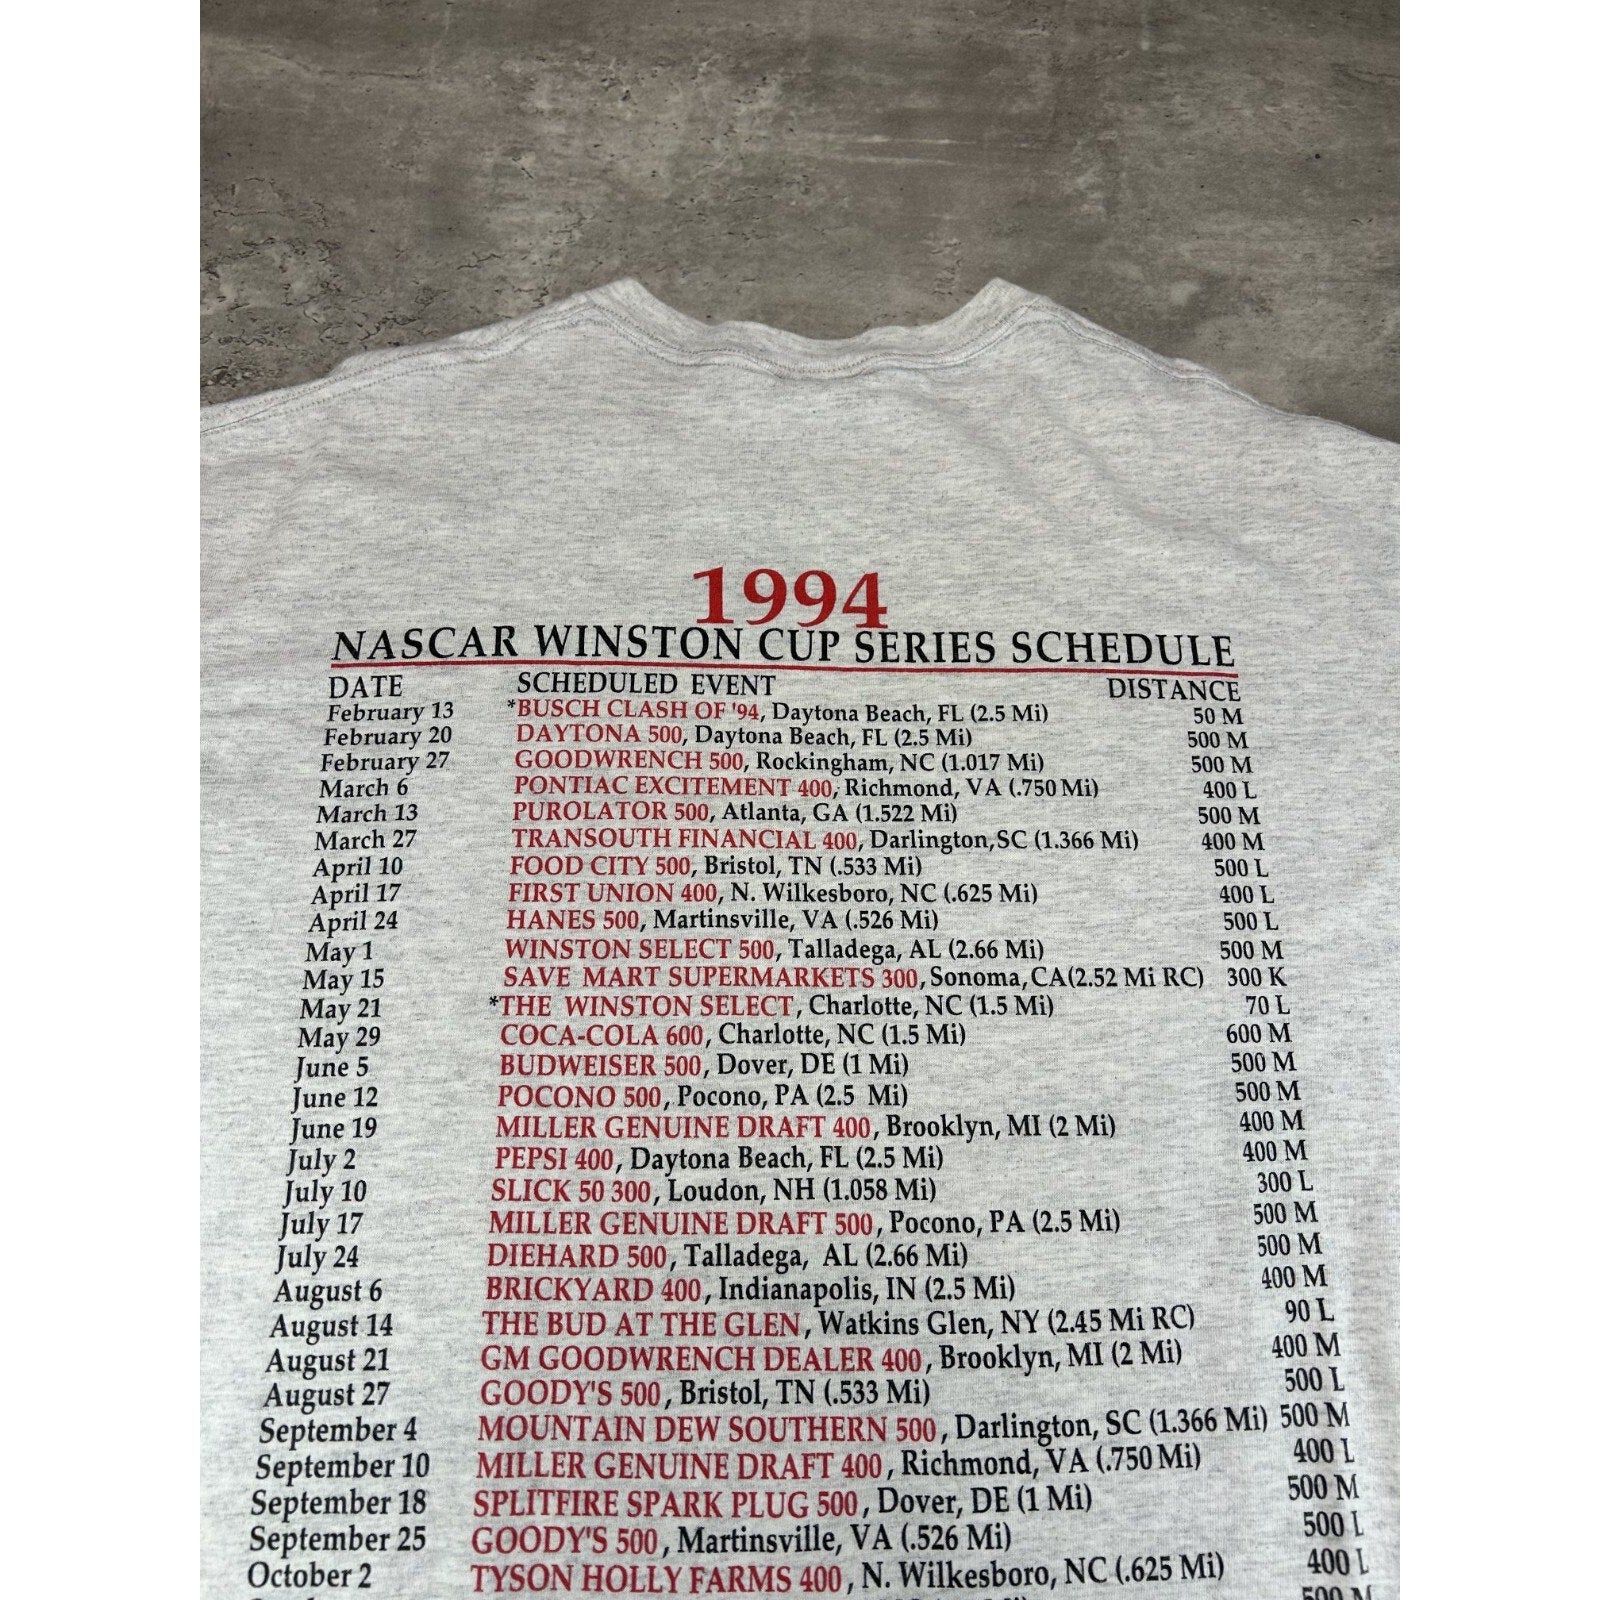 1994
NASCAR WINSTON CUP SERIES SCHEDULE
DATE SCHEDULED EVENT DISTANCE
February 13 *BUSCH CLASH OF '94, Daytona Beach, FL (2.5 Mi) 50 M
February 20 DAYTONA 500, Daytona Beach, FL (2.5 Mi) 500 M
February 27 GOODWRENCH 500, Rockingham, NC (1.017 Mi) 500 M
March 6 PONTIAC EXCITEMENT 400, Richmond, VA (.750 Mi) 400 L
March 13 PUROLATOR 500, Atlanta, GA (1.522 Mi) 500 M
March 27 TRANSOUTH FINANCIAL 400, Darlington,SC (1.366 Mi) 400 M
April 10 FOOD CITY 500, Bristol, TN (.533 Mi) 500 L
April 17 FIRST UNION 400, N. Wilkesboro, NC (.625 Mi) 400 L
April 24 HANES 500, Martinsville, VA (.526 Mi) 500 L
May 1 WINSTON SELECT 500, Talladega, AL (2.66 Mi) 500 M
May 15 SAVE MART SUPERMARKETS 300, Sonoma, CA(2.52 Mi RC) 300 K
May 21 *THE WINSTON SELECT, Charlotte, NC (1.5 Mi) 70 L
May 29 COCA-COLA 600, Charlotte, NC (1.5 Mi) 600 M
June 5 BUDWEISER 500, Dover, DE (1 Mi) 500 M
June 12 POCONO 500, Pocono, PA (2.5 Mi) 500 M
June 19 MILLER GENUINE DRAFT 400, Brooklyn, MI (2 Mi) 400 M
July 2 PEPSI 400, Daytona Beach, FL (2.5 Mi) 400 M
July 10 SLICK 50 300, Loudon, NH (1.058 Mi) 300 L
July 17 MILLER GENUINE DRAFT 500, Pocono, PA (2.5 Mi) 500 M
July 24 DIEHARD 500, Talladega, AL (2.66 Mi) 500 M
August 6 BRICKYARD 400, Indianapolis, IN (2.5 Mi) 400 M
August 14 THE BUD AT THE GLEN, Watkins Glen, NY (2.45 Mi RC) 90 L
August 21 GM GOODWRENCH DEALER 400, Brooklyn, MI (2 Mi) 400 M
August 27 GOODY'S 500, Bristol, TN (.533 Mi) 500 L
September 4 MOUNTAIN DEW SOUTHERN 500, Darlington, SC (1.366 Mi) 500 M
September 10 MILLER GENUINE DRAFT 400, Richmond, VA (.750 Mi) 400 L
September 18 SPLITFIRE SPARK PLUG 500, Dover, DE (1 Mi) 500 M
September 25 GOODY'S 500, Martinsville, VA (.526 Mi) 500 L
October 2 TYSON HOLLY FARMS 400, N. Wilkesboro, NC (.625 Mi) 400 L
500 M